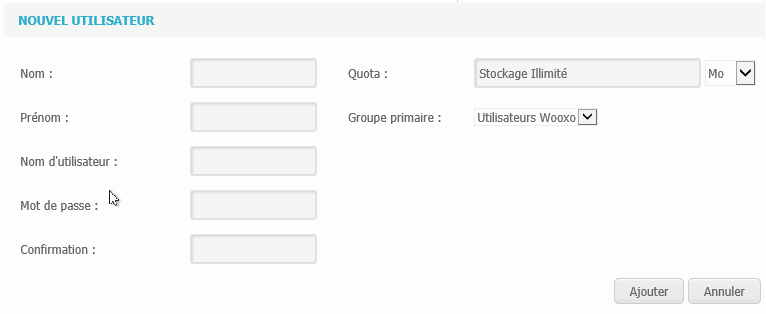 NOUVEL UTILISATEUR
Nom :
Quota :
Stockage Illimité
Mo
Prénom :
Groupe primaire :
Utilisateurs Wooxo
Nom d'utilisateur :
Mot de passe :
Confirmation :
Ajouter
Annuler